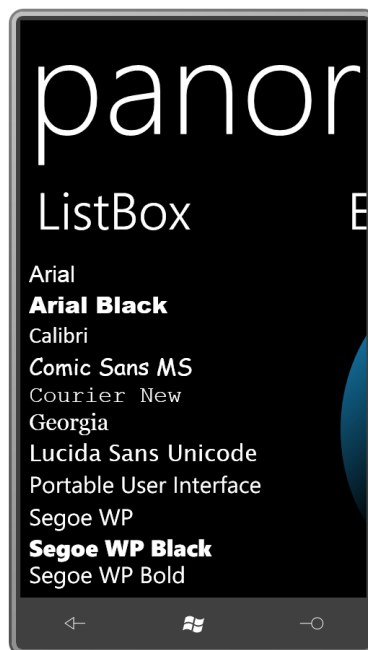 panor
ListBox
E
Arial
Arial Black
Calibri
Comic Sans MS
Courier New
Georgia
Lucida Sans Unicode
Portable User Interface
Segoe WP
Segoe WP Black
Segoe WP Bold